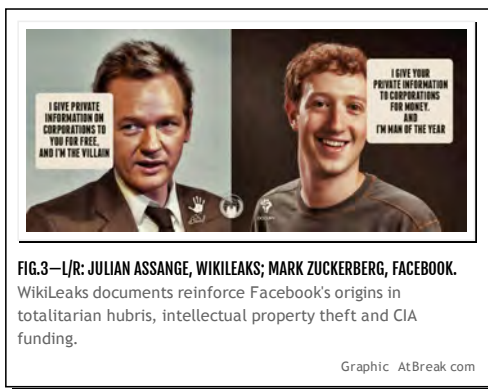 I GIVE PRIVATE
INFORMATION ON
CORPORATIONS TO
YOU FOR FREE,
AND I'M THE VILLAIN
I GIVE YOUR
PRIVATE INFORMATION
TO CORPORATIONS
FOR MONEY.
AND
I'M MAN OF THE YEAR
FIG.3—L/R: JULIAN ASSANGE, WIKILEAKS; MARK ZUCKERBERG, FACEBOOK.
WikiLeaks documents reinforce Facebook's origins in
totalitarian hubris, intellectual property theft and CIA
funding.
Graphic AtBreak com